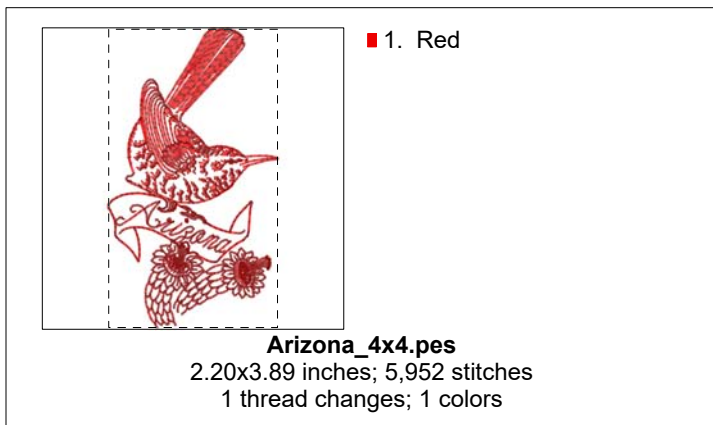 1. Red
Arizona
Arizona_4x4.pes
2.20x3.89 inches; 5,952 stitches
1 thread changes; 1 colors